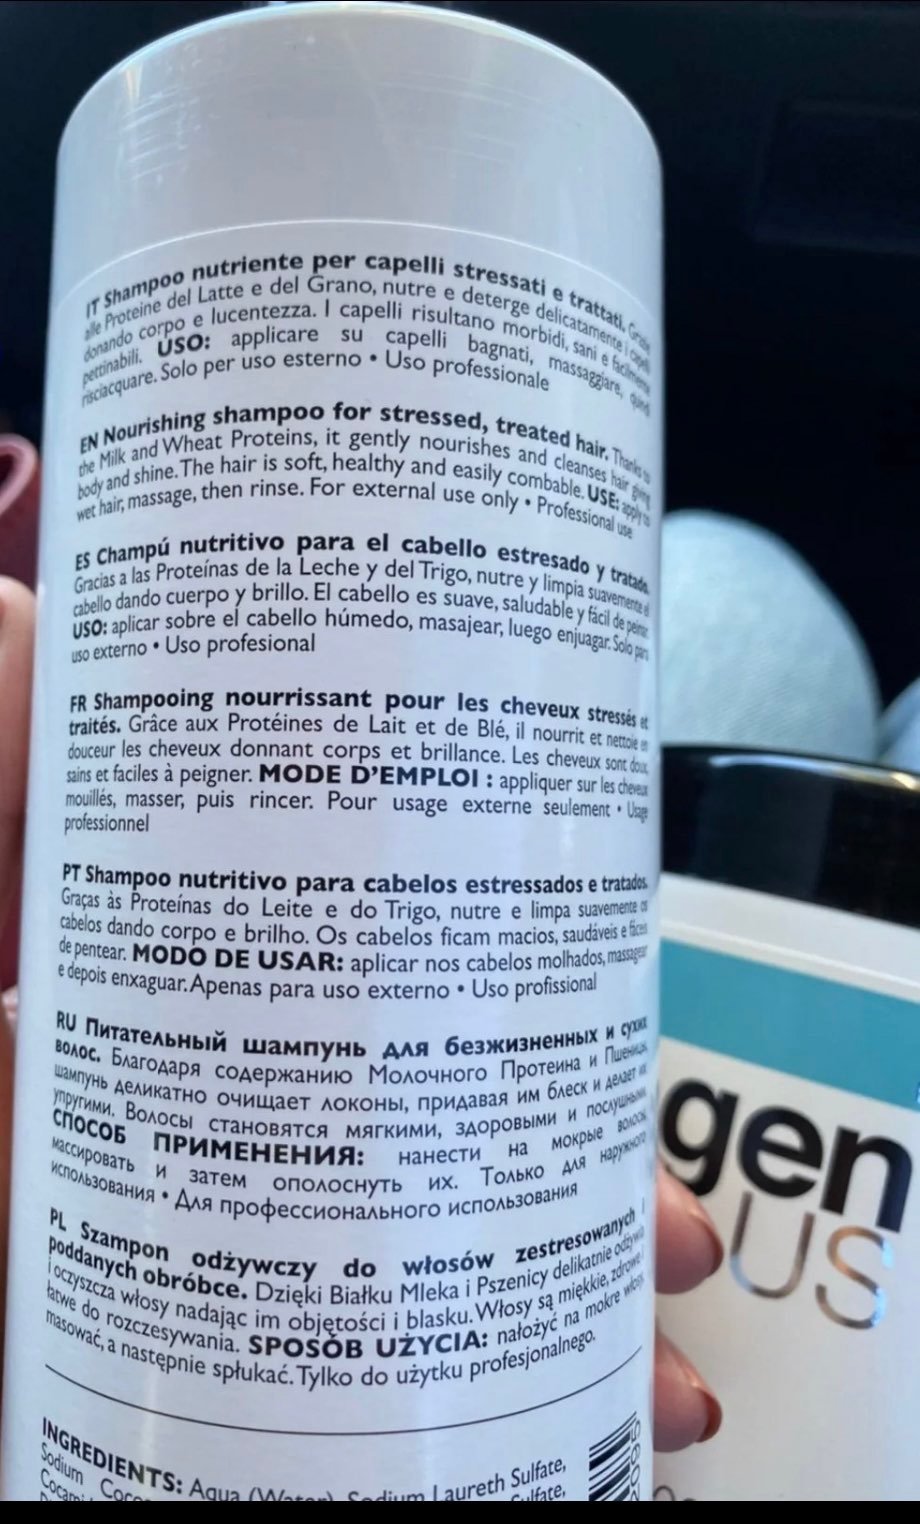 IT Shampoo nutriente per capelli stressati e trattati. Grazie
alle Proteine del Latte e del Grano, nutre e deterge delicatamente i capelli
donando corpo e lucentezza. I capelli risultano morbidi, sani e facilmente
pettinabili. USO: applicare su capelli bagnati, massaggiare, quindi
risciacquare. Solo per uso esterno • Uso professionale
EN Nourishing shampoo for stressed, treated hair. Thanks to
the Milk and Wheat Proteins, it gently nourishes and cleanses hair giving
body and shine. The hair is soft, healthy and easily combable. USE: apply to
wet hair, massage, then rinse. For external use only • Professional use
ES Champú nutritivo para el cabello estresado y tratado.
Gracias a las Proteínas de la Leche y del Trigo, nutre y limpia suavemente el
cabello dando cuerpo y brillo. El cabello es suave, saludable y fácil de peinar.
USO: aplicar sobre el cabello húmedo, masajear, luego enjuagar. Solo para
uso externo • Uso profesional
FR Shampooing nourrissant pour les cheveux stressés et
traités. Grâce aux Protéines de Lait et de Blé, il nourrit et nettoie en
douceur les cheveux donnant corps et brillance. Les cheveux sont doux,
sains et faciles à peigner. MODE D'EMPLOI : appliquer sur les cheveux
mouillés, masser, puis rincer. Pour usage externe seulement • Usage
professionnel
PT Shampoo nutritivo para cabelos estressados e tratados.
Graças às Proteínas do Leite e do Trigo, nutre e limpa suavemente os
cabelos dando corpo e brilho. Os cabelos ficam macios, saudáveis e fáceis
de pentear. MODO DE USAR: aplicar nos cabelos molhados, massagear
e depois enxaguar. Apenas para uso externo • Uso profissional
RU Питательный шампунь для безжизненных и сухих
волос. Благодаря содержанию Молочного Протеина и Пшеницы,
шампунь деликатно очищает локоны, придавая им блеск и делает их
упругими. Волосы становятся мягкими, здоровыми и послушными.
СПОСОБ ПРИМЕНЕНИЯ: нанести на мокрые волосы,
массировать и затем ополоснуть их. Только для наружного
использования • Для профессионального использования
PL Szampon odżywczy do włosów zestresowanych i
poddanych obróbce. Dzięki Białku Mleka i Pszenicy delikatnie odżywia
i oczyszcza włosy nadając im objętości i blasku. Włosy są miękkie, zdrowe i
łatwe do rozczesywania. SPOSÓB UŻYCIA: nałożyć na mokre włosy,
masować, a następnie spłukać. Tylko do użytku profesjonalnego.
INGREDIENTS: Aqua (Water), Sodium Laureth Sulfate,
Sodium
gen
US